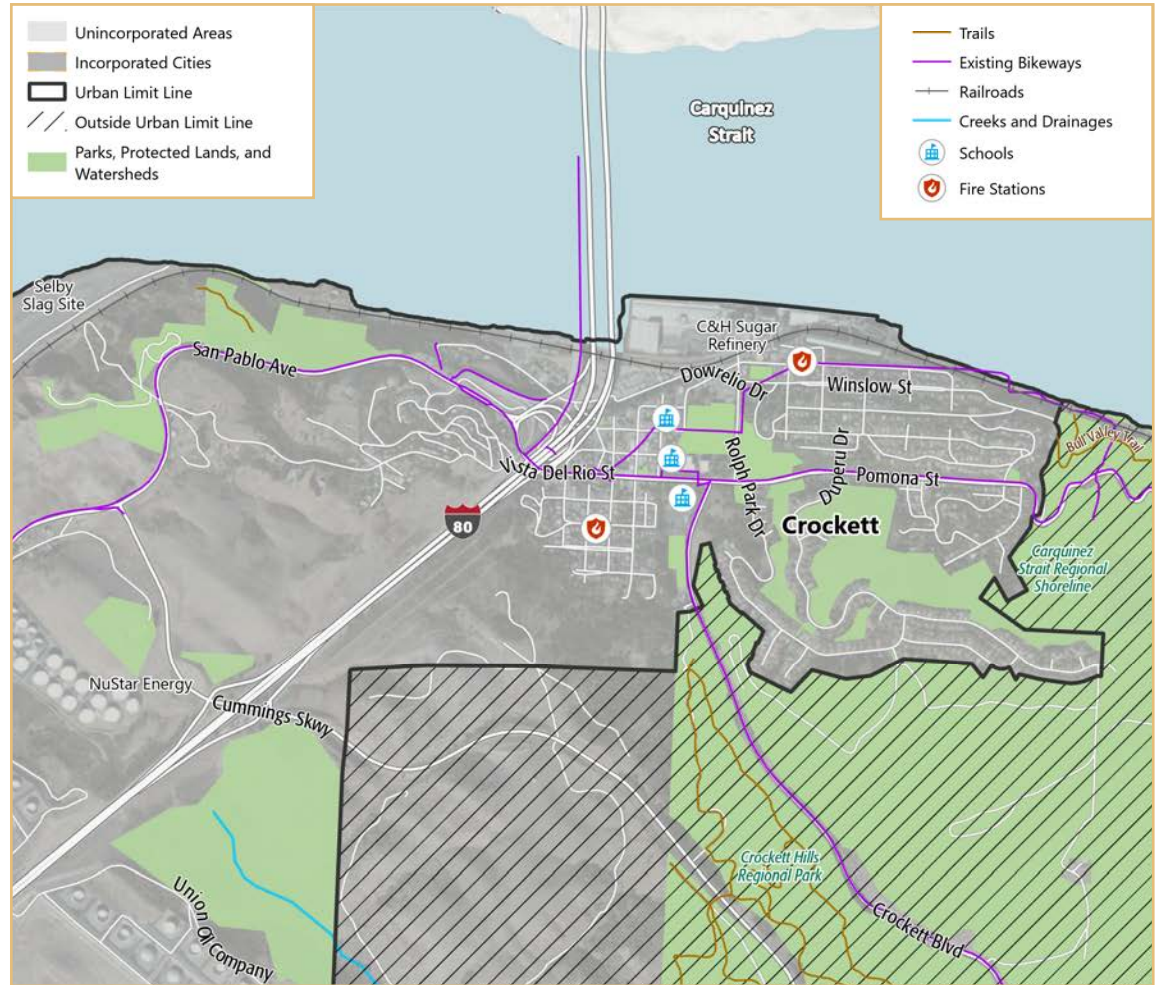 Unincorporated Areas
Incorporated Cities
Urban Limit Line
Outside Urban Limit Line
Parks, Protected Lands, and
Watersheds
Trails
Existing Bikeways
Railroads
Creeks and Drainages
Schools
Fire Stations
Carquinez
Strait
Selby
Slag Site
San Pablo Ave
C&H Sugar
Refinery
Dowrelio Dr
Winslow St
Bull Valley Trail
Vista Del Rio St
Rolph Park Dr
Duperu Dr
Pomona St
80
Crockett
Carquinez
Strait Regional
Shoreline
NuStar Energy
Cummings Skwy
Crockett Hills
Regional Park
Union Oil Company
Crockett Blvd